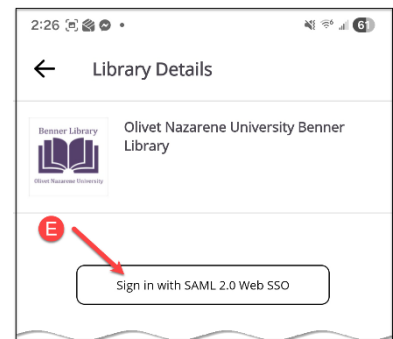 2:26
61
Library Details
Benner Library
Olivet Nazarene University
Olivet Nazarene University Benner
Library
E
Sign in with SAML 2.0 Web SSO